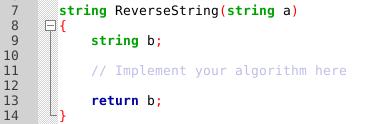 7 string ReverseString(string a)
8 {
9 string b;
10
11 // Implement your algorithm here
12
13 return b;
14 }